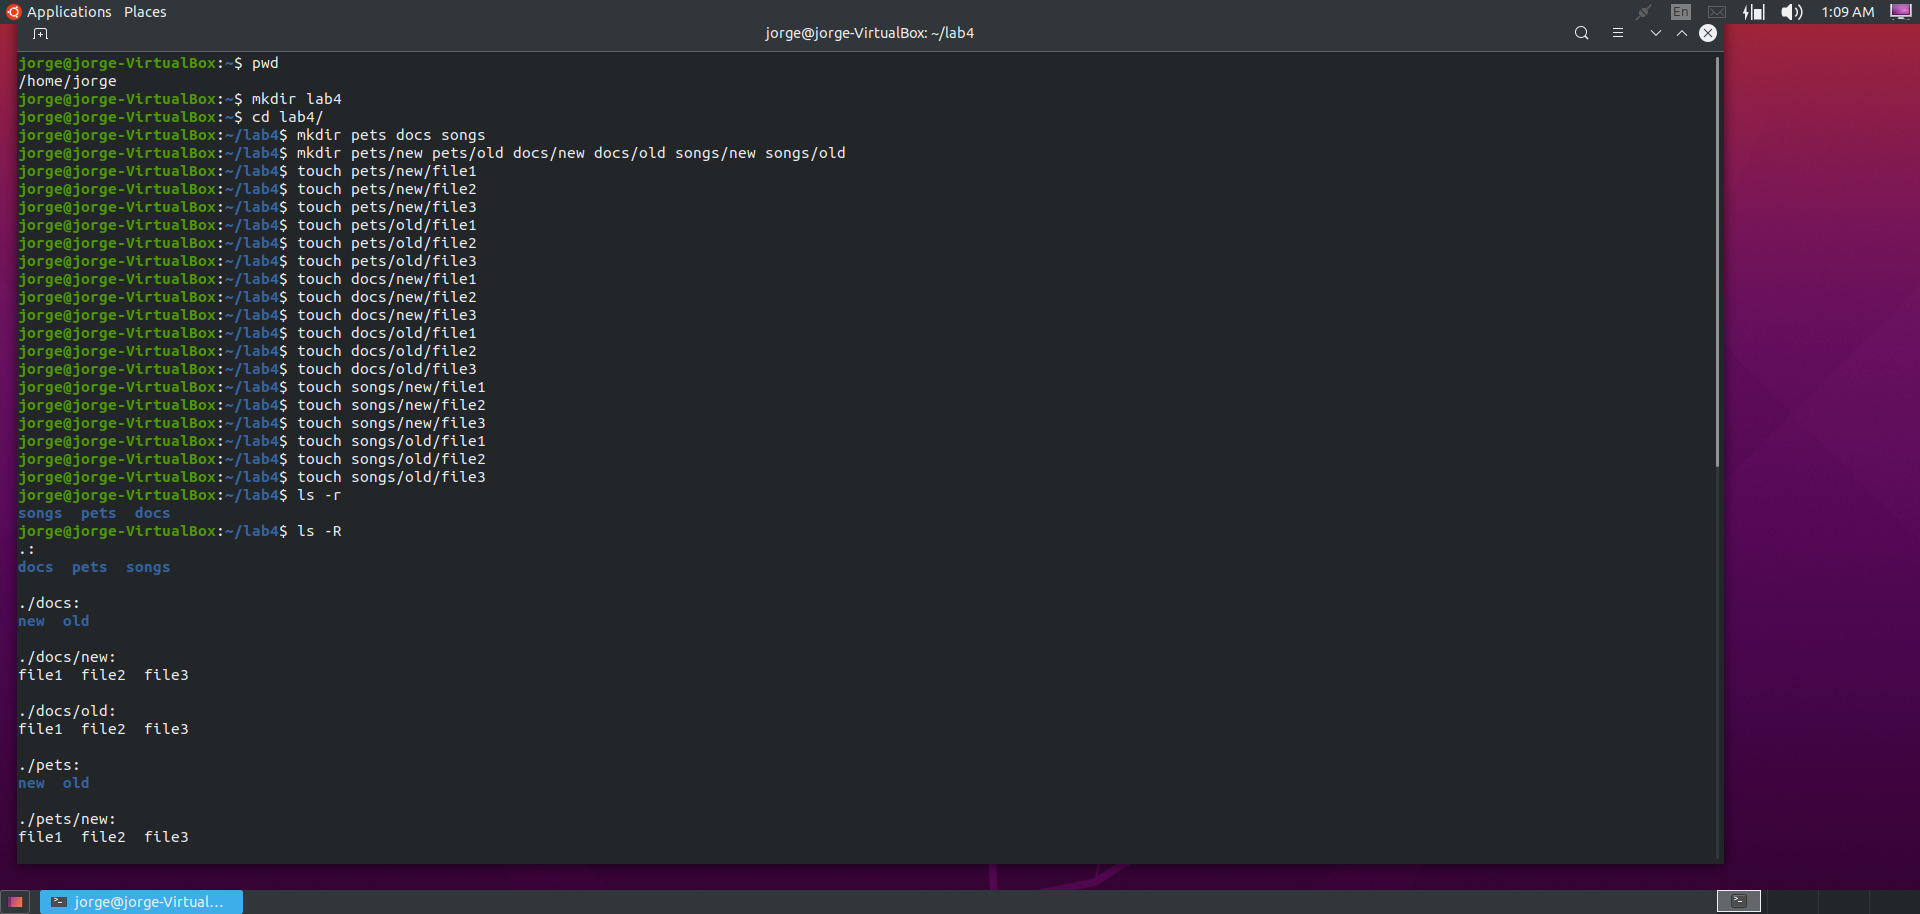 Applications Places
En 1:09 AM
jorge@jorge-VirtualBox: ~/lab4
jorge@jorge-VirtualBox:~$ pwd
/home/jorge
jorge@jorge-VirtualBox:~$ mkdir lab4
jorge@jorge-VirtualBox:~$ cd lab4/
jorge@jorge-VirtualBox:~/lab4$ mkdir pets docs songs
jorge@jorge-VirtualBox:~/lab4$ mkdir pets/new pets/old docs/new docs/old songs/new songs/old
jorge@jorge-VirtualBox:~/lab4$ touch pets/new/file1
jorge@jorge-VirtualBox:~/lab4$ touch pets/new/file2
jorge@jorge-VirtualBox:~/lab4$ touch pets/new/file3
jorge@jorge-VirtualBox:~/lab4$ touch pets/old/file1
jorge@jorge-VirtualBox:~/lab4$ touch pets/old/file2
jorge@jorge-VirtualBox:~/lab4$ touch pets/old/file3
jorge@jorge-VirtualBox:~/lab4$ touch docs/new/file1
jorge@jorge-VirtualBox:~/lab4$ touch docs/new/file2
jorge@jorge-VirtualBox:~/lab4$ touch docs/new/file3
jorge@jorge-VirtualBox:~/lab4$ touch docs/old/file1
jorge@jorge-VirtualBox:~/lab4$ touch docs/old/file2
jorge@jorge-VirtualBox:~/lab4$ touch docs/old/file3
jorge@jorge-VirtualBox:~/lab4$ touch songs/new/file1
jorge@jorge-VirtualBox:~/lab4$ touch songs/new/file2
jorge@jorge-VirtualBox:~/lab4$ touch songs/new/file3
jorge@jorge-VirtualBox:~/lab4$ touch songs/old/file1
jorge@jorge-VirtualBox:~/lab4$ touch songs/old/file2
jorge@jorge-VirtualBox:~/lab4$ touch songs/old/file3
jorge@jorge-VirtualBox:~/lab4$ ls -r
songs pets docs
jorge@jorge-VirtualBox:~/lab4$ ls -R
.:
docs pets songs
./docs:
new old
./docs/new:
file1 file2 file3
./docs/old:
file1 file2 file3
./pets:
new old
./pets/new:
file1 file2 file3
jorge@jorge-Virtual...